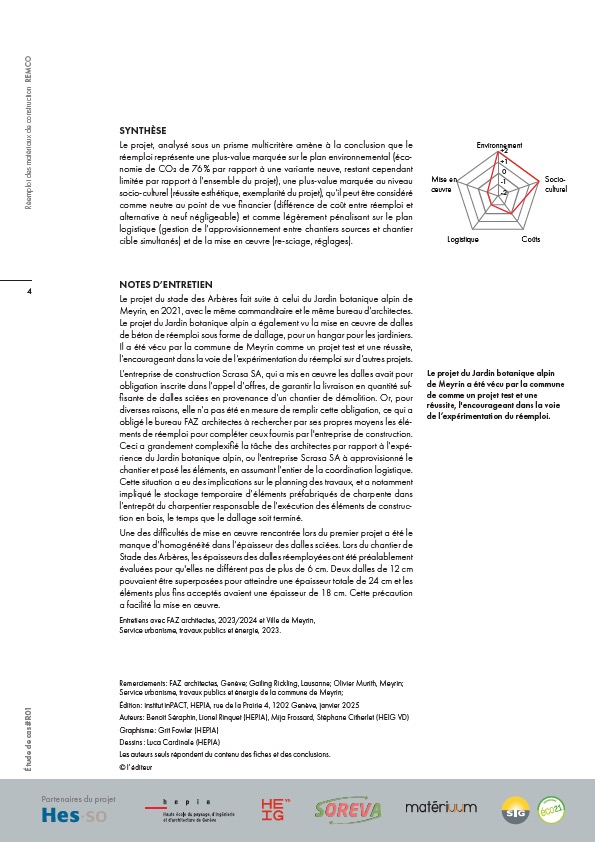 Réemploi des matériaux de construction REMCO
SYNTHÈSE
Le projet, analysé sous un prisme multicritère amène à la conclusion que le
réemploi représente une plus-value marquée sur le plan environnemental (éco-
nomie de CO₂ de 76% par rapport à une variante neuve, restant cependant
limitée par rapport à l'ensemble du projet), une plus-value marquée au niveau
socio-culturel (réussite esthétique, exemplarité du projet), qu'il peut être considéré
comme neutre au point de vue financier (différence de coût entre réemploi et
alternative à neuf négligeable) et comme légèrement pénalisant sur le plan
logistique (gestion de l'approvisionnement entre chantiers sources et chantier
cible simultanés) et de la mise en œuvre (re-sciage, réglages).
Environnement
+2
+1
0
-1
-2
Mise en
œuvre
Socio-
culturel
Logistique
Coûts
4
NOTES D'ENTRETIEN
Le projet du stade des Arbères fait suite à celui du Jardin botanique alpin de
Meyrin, en 2021, avec le même commanditaire et le même bureau d'architectes.
Le projet du Jardin botanique alpin a également vu la mise en œuvre de dalles
de béton de réemploi sous forme de dallage, pour un hangar pour les jardiniers.
Il a été vécu par la commune de Meyrin comme un projet test et une réussite,
l'encourageant dans la voie de l'expérimentation du réemploi sur d'autres projets.
L'entreprise de construction Scrasa SA, qui a mis en œuvre les dalles avait pour
obligation inscrite dans l'appel d'offres, de garantir la livraison en quantité suf-
fisante de dalles sciées en provenance d'un chantier de démolition. Or, pour
diverses raisons, elle n'a pas été en mesure de remplir cette obligation, ce qui a
obligé le bureau FAZ architectes à rechercher par ses propres moyens les élé-
ments de réemploi pour compléter ceux fournis par l'entreprise de construction.
Ceci a grandement complexifié la tâche des architectes par rapport à l'expé-
rience du Jardin botanique alpin, ou l'entreprise Scrasa SA à approvisionné le
chantier et posé les éléments, en assumant l'entier de la coordination logistique.
Cette situation a eu des implications sur le planning des travaux, et a notamment
impliqué le stockage temporaire d'éléments préfabriqués de charpente dans
l'entrepôt du charpentier responsable de l'exécution des éléments de construc-
tion en bois, le temps que le dallage soit terminé.
Une des difficultés de mise en œuvre rencontrée lors du premier projet a été le
manque d'homogénéité dans l'épaisseur des dalles sciées. Lors du chantier de
Stade des Arbères, les épaisseurs des dalles réemployées ont été préalablement
évaluées pour qu'elles ne diffèrent pas de plus de 6 cm. Deux dalles de 12 cm
pouvaient être superposées pour atteindre une épaisseur totale de 24 cm et les
éléments plus fins acceptés avaient une épaisseur de 18 cm. Cette précaution
a facilité la mise en œuvre.
Le projet du Jardin botanique alpin
de Meyrin a été vécu par la commune
de comme un projet test et une
réussite, l'encourageant dans la voie
de l'expérimentation du réemploi.
Entretiens avec FAZ architectes, 2023/2024 et Ville de Meyrin,
Service urbanisme, travaux publics et énergie, 2023.
Remerciements: FAZ architectes, Genève; Gailing Rickling, Lausanne; Olivier Murith, Meyrin;
Service urbanisme, travaux publics et énergie de la commune de Meyrin;
Édition: institut inPACT, HEPIA, rue de la Prairie 4, 1202 Genève, janvier 2025
Auteurs: Benoit Séraphin, Lionel Rinquet (HEPIA), Mija Frossard, Stéphane Citherlet (HEIG VD)
Graphisme: Grit Fowler (HEPIA)
Dessins: Luca Cardinale (HEPIA)
Les auteurs seuls répondent du contenu des fiches et des conclusions.
© l'éditeur
Étude de cas#R01
Partenaires du projet
Hes·so
hepia
Haute école du paysage, d'ingénierie
et d'architecture de Genève
HE VD
IG
SOREVA
matériuum
SIG
éco21